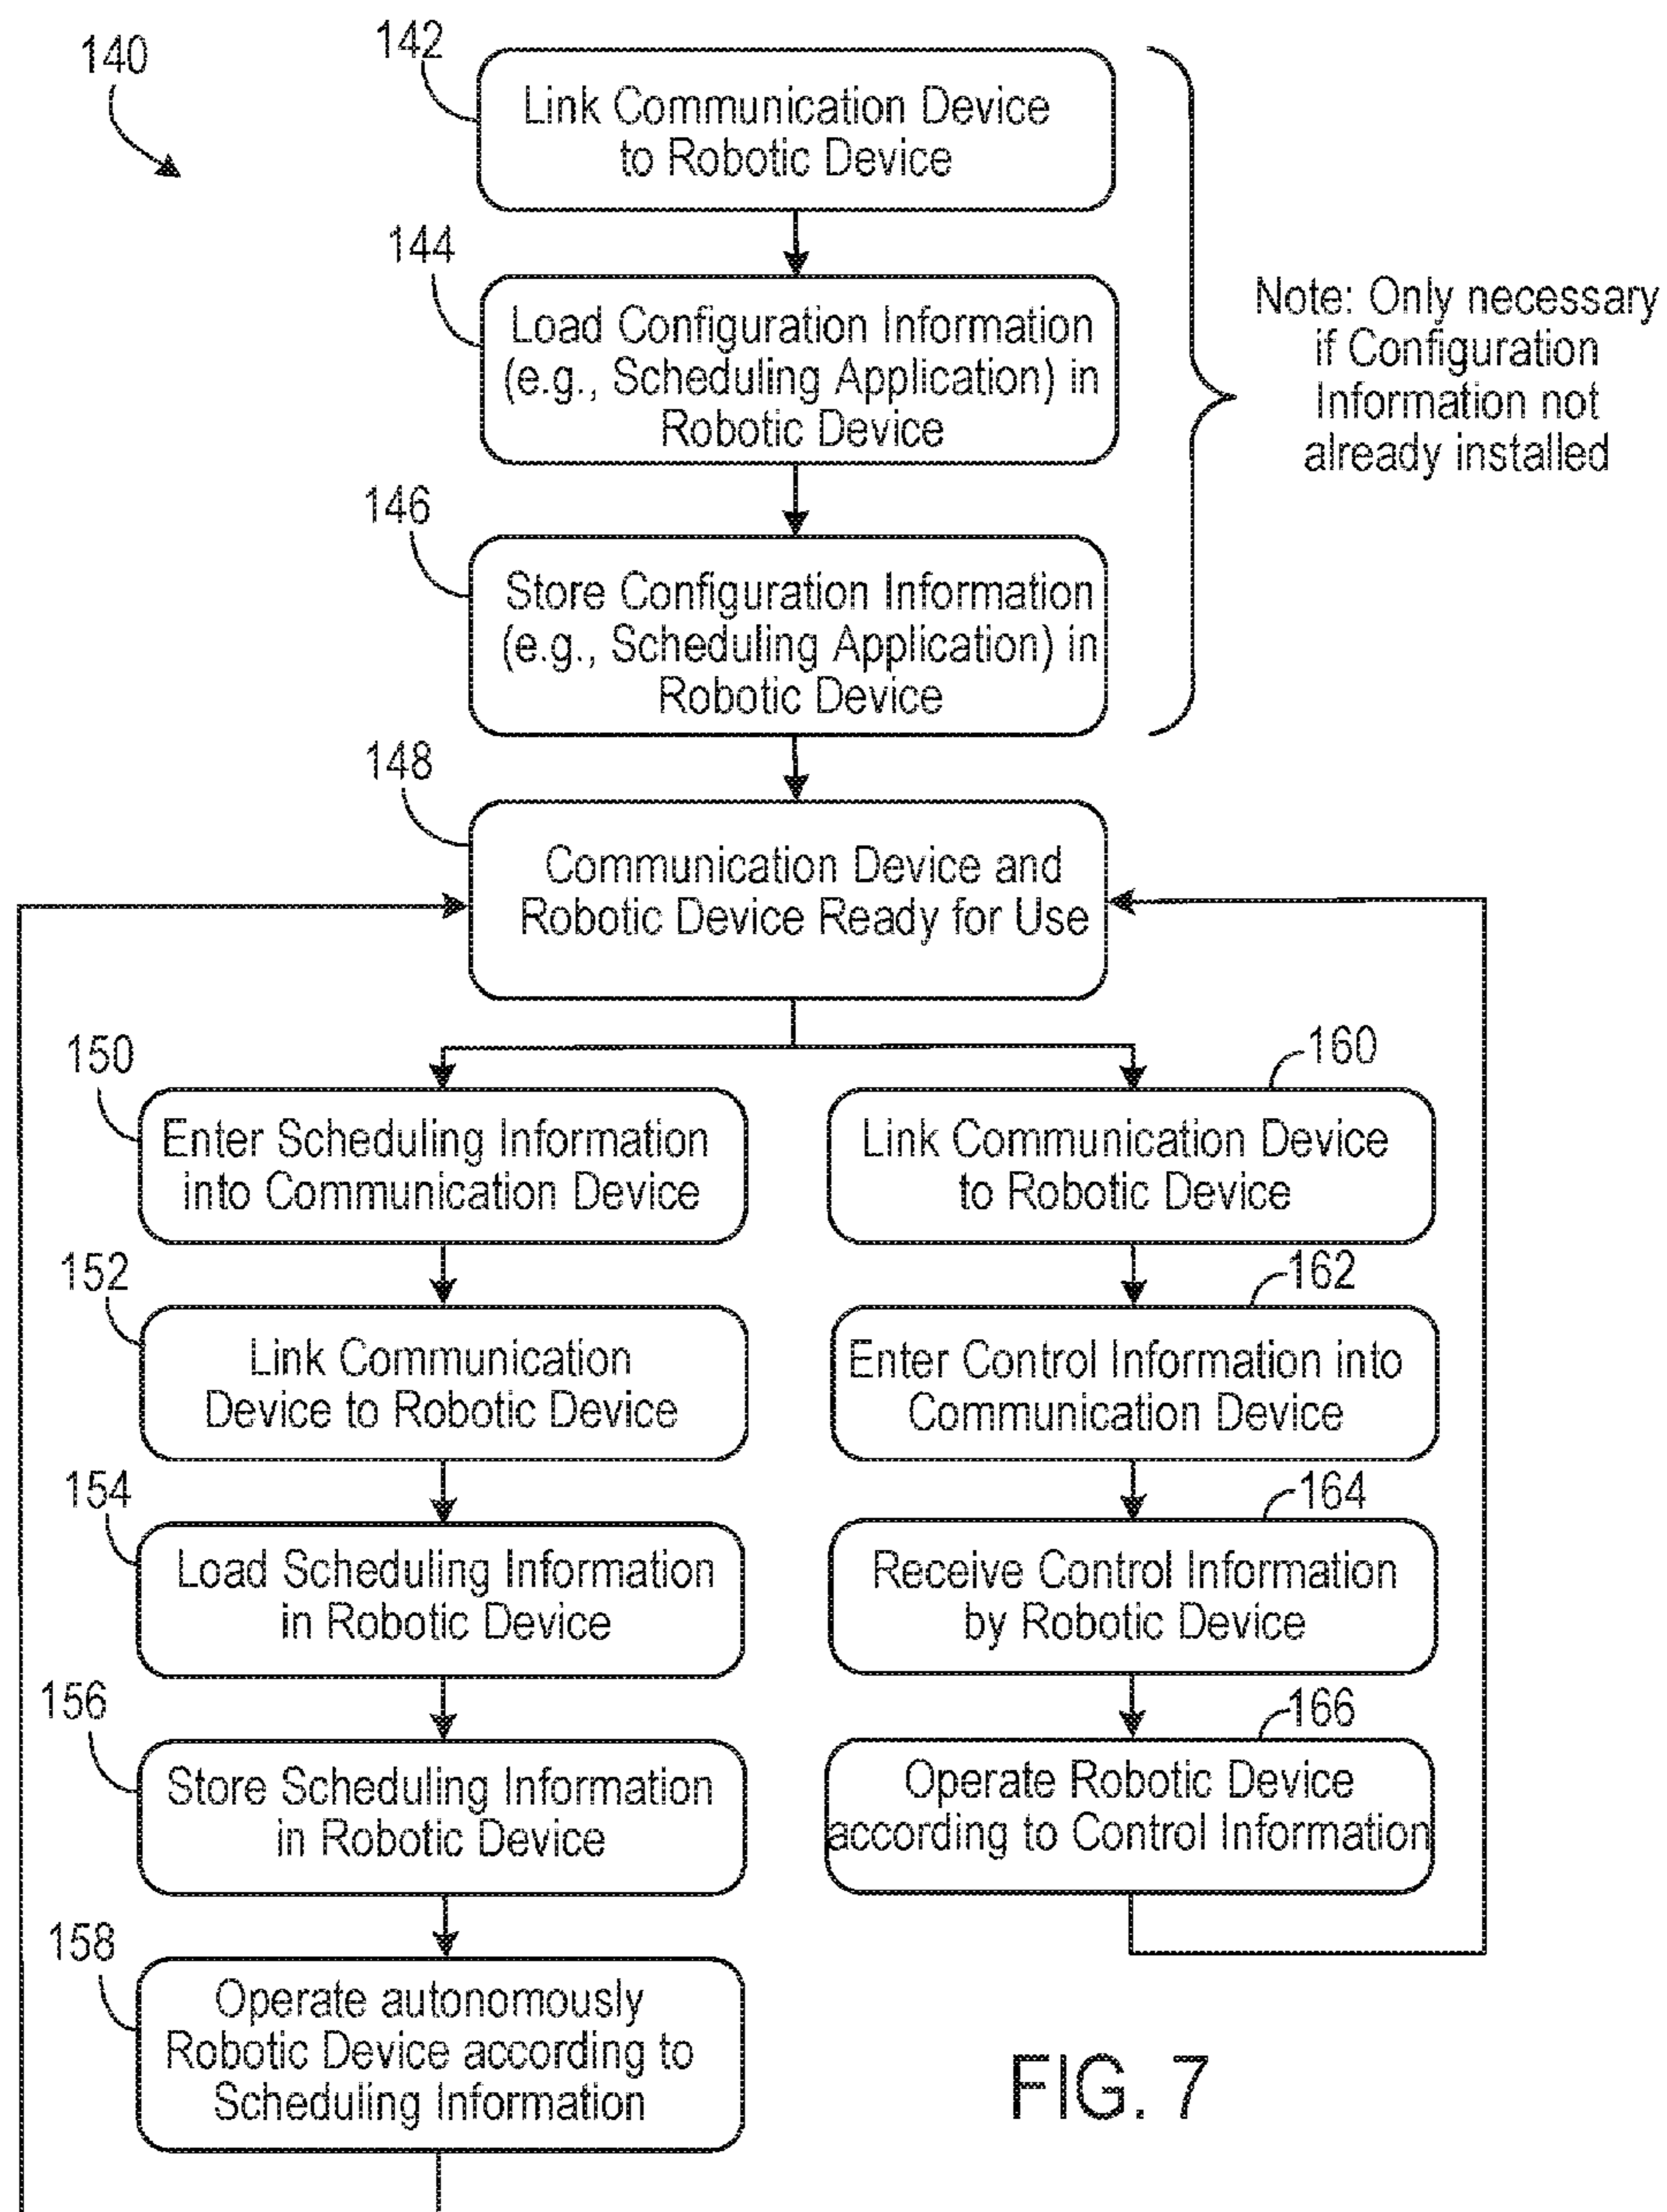 140
142
Link Communication Device
to Robotic Device
144
Load Configuration Information
(e.g., Scheduling Application) in
Robotic Device
146
Store Configuration Information
(e.g., Scheduling Application) in
Robotic Device
Note: Only necessary
if Configuration
Information not
already installed
148
Communication Device and
Robotic Device Ready for Use
150
Enter Scheduling Information
into Communication Device
152
Link Communication
Device to Robotic Device
154
Load Scheduling Information
in Robotic Device
156
Store Scheduling Information
in Robotic Device
158
Operate autonomously
Robotic Device according to
Scheduling Information
160
Link Communication Device
to Robotic Device
162
Enter Control Information into
Communication Device
164
Receive Control Information
by Robotic Device
166
Operate Robotic Device
according to Control Information
FIG. 7